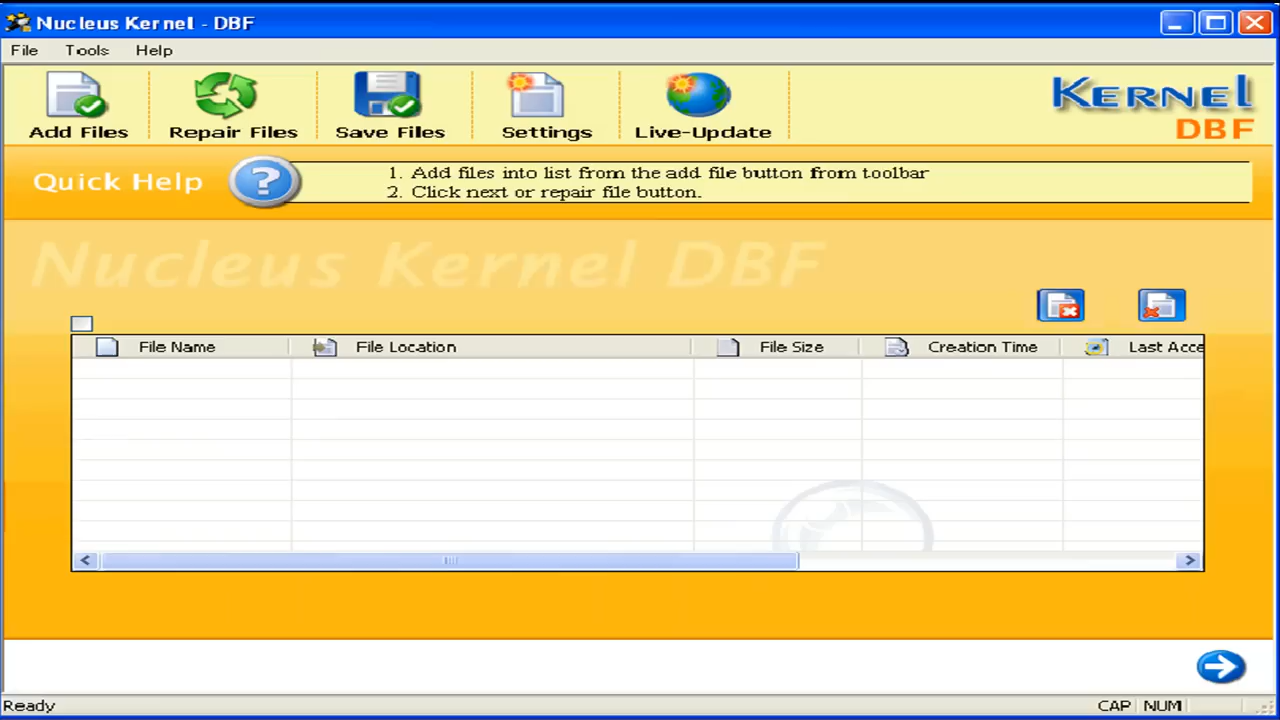 Nucleus Kernel - DBF
File Tools Help
Add Files Repair Files Save Files Settings Live-Update
KERNEL
DBF
Quick Help ?
1. Add files into list from the add file button from toolbar
2. Click next or repair file button.
Nucleus Kernel DBF
File Name File Location File Size Creation Time Last Acce
Ready CAP NUM